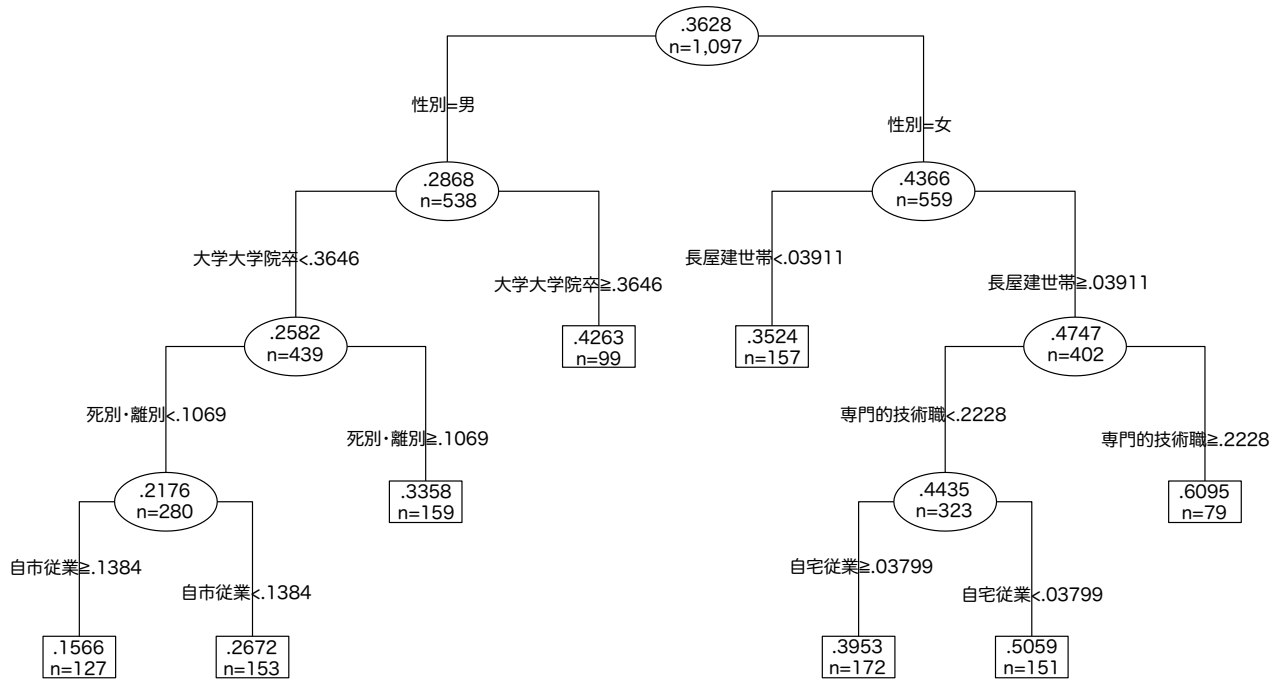 .3628
n=1,097
性別=男
性別=女
.2868
n=538
.4366
n=559
大学大学院卒<.3646
大学大学院卒≧.3646
長屋建世帯<.03911
長屋建世帯≧.03911
.2582
n=439
.4263
n=99
.3524
n=157
.4747
n=402
死別・離別<.1069
死別・離別≧.1069
専門的技術職<.2228
専門的技術職≧.2228
.2176
n=280
.3358
n=159
.4435
n=323
.6095
n=79
自市従業≧.1384
自市従業<.1384
自宅従業≧.03799
自宅従業<.03799
.1566
n=127
.2672
n=153
.3953
n=172
.5059
n=151